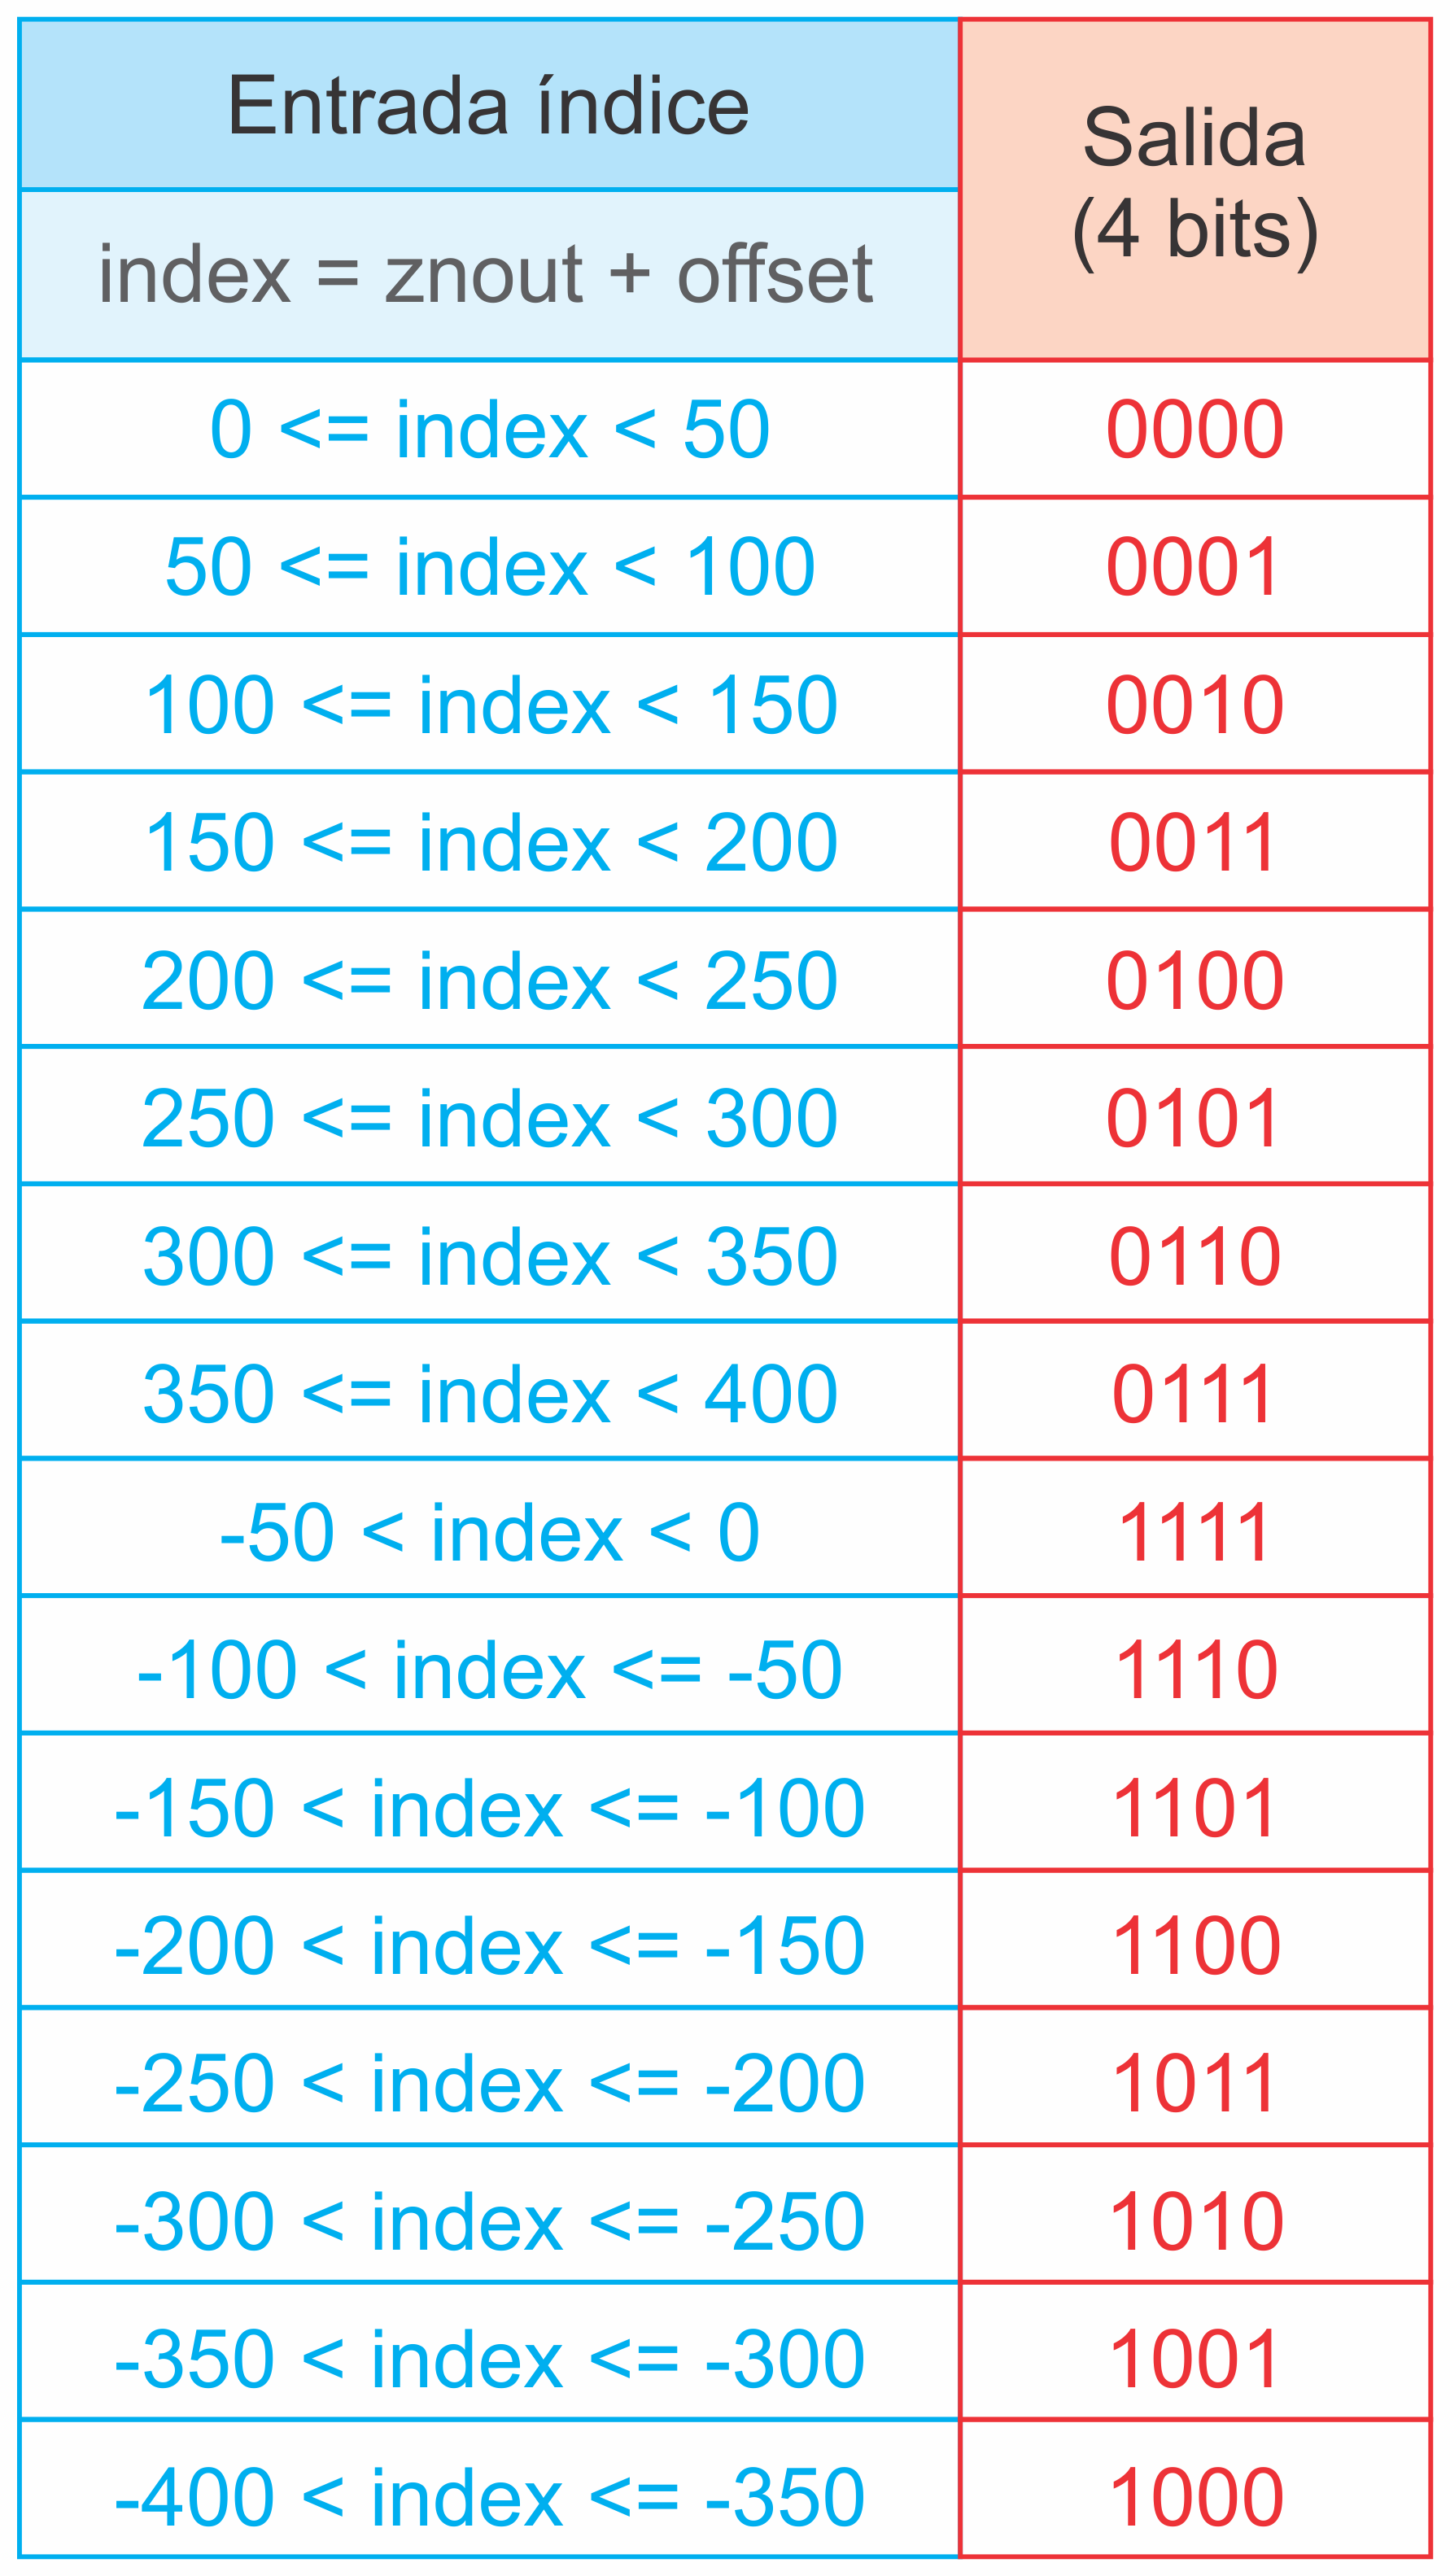 Entrada índice
Salida
(4 bits)
index = znout + offset
0 <= index < 50 0000
50 <= index < 100 0001
100 <= index < 150 0010
150 <= index < 200 0011
200 <= index < 250 0100
250 <= index < 300 0101
300 <= index < 350 0110
350 <= index < 400 0111
-50 < index < 0 1111
-100 < index <= -50 1110
-150 < index <= -100 1101
-200 < index <= -150 1100
-250 < index <= -200 1011
-300 < index <= -250 1010
-350 < index <= -300 1001
-400 < index <= -350 1000